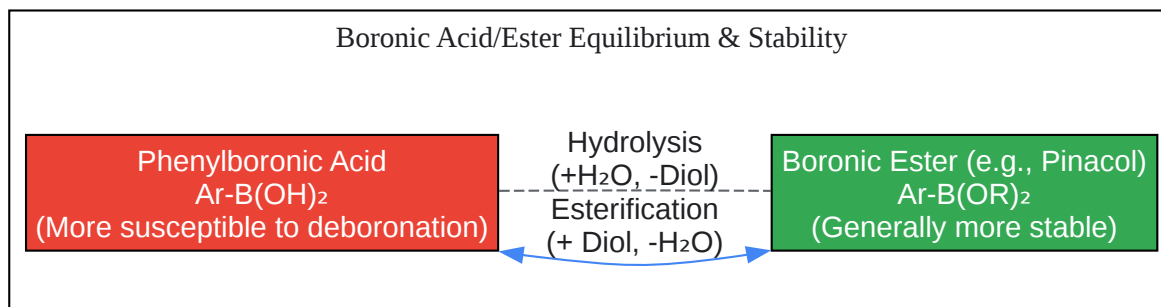 Boronic Acid/Ester Equilibrium & Stability
Phenylboronic Acid
Ar-B(OH)₂
(More susceptible to deboronation)
Hydrolysis
(+H₂O, -Diol)
Esterification
(+ Diol, -H₂O)
Boronic Ester (e.g., Pinacol)
Ar-B(OR)₂
(Generally more stable)